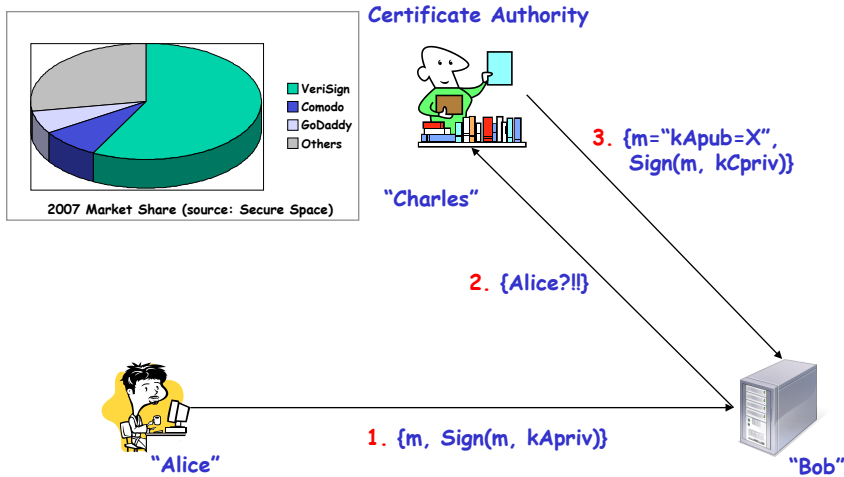 Certificate Authority
VeriSign
Comodo
GoDaddy
Others
2007 Market Share (source: Secure Space)
“Charles”
3. {m=“kApub=X”,
Sign(m, kCpriv)}
2. {Alice?!!}
1. {m, Sign(m, kApriv)}
“Alice”
“Bob”